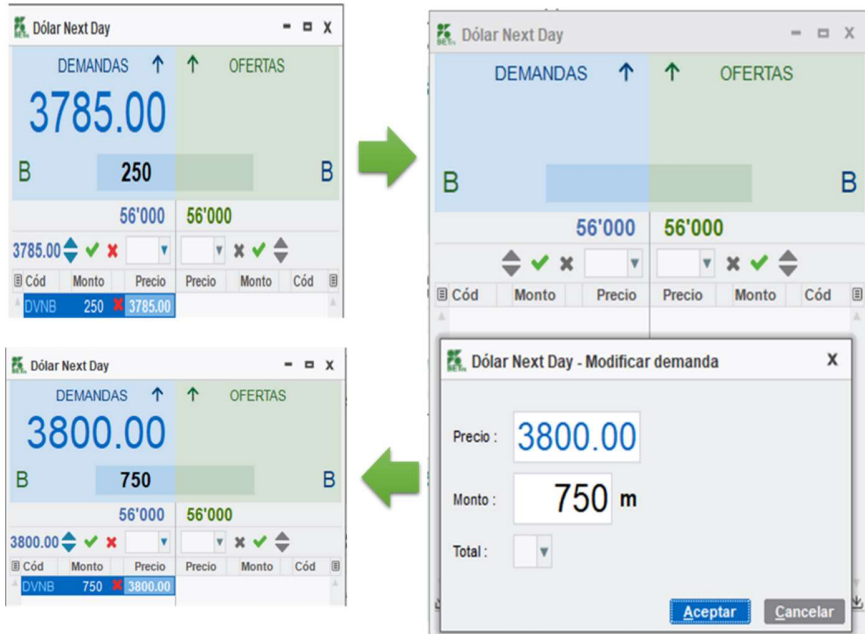 Dólar Next Day
DEMANDAS OFERTAS
3785.00
B 250 B
56'000 56'000
3785.00
Cód Monto Precio Precio Monto Cód
DVNB 250 3785.00
Dólar Next Day
DEMANDAS OFERTAS
B B
56'000 56'000
Cód Monto Precio Precio Monto Cód
Dólar Next Day - Modificar demanda
Precio : 3800.00
Monto : 750 m
Total :
Aceptar Cancelar
Dólar Next Day
DEMANDAS OFERTAS
3800.00
B 750 B
56'000 56'000
3800.00
Cód Monto Precio Precio Monto Cód
DVNB 750 3800.00